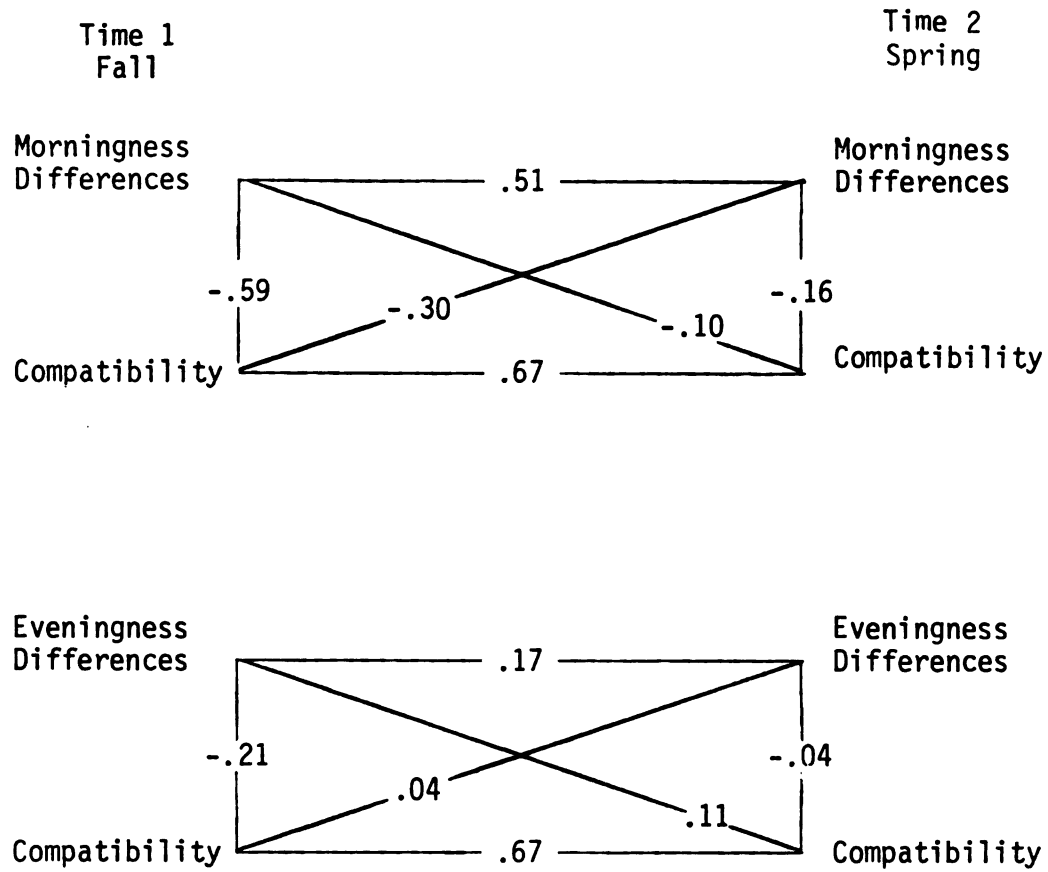 Time 1
Fall
Time 2
Spring
Morningness
Differences
Morningness
Differences
.51
-.59
-.30
-.10
-.16
Compatibility
.67
Compatibility
Eveningness
Differences
Eveningness
Differences
.17
-.21
.04
.11
-.04
Compatibility
.67
Compatibility